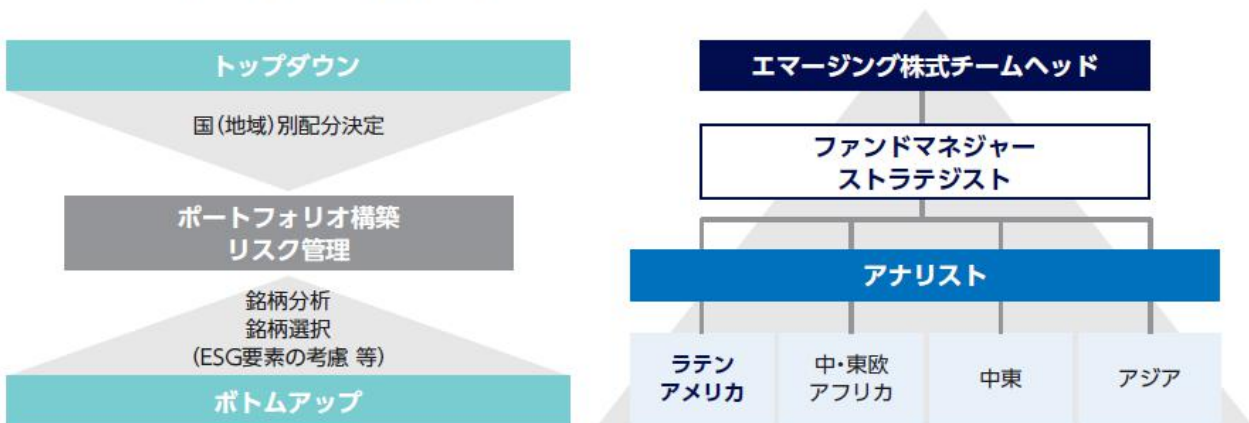 トップダウン
国(地域)別配分決定
ポートフォリオ構築
リスク管理
銘柄分析
銘柄選択
(ESG要素の考慮 等)
ボトムアップ
エマージング株式チームヘッド
ファンドマネジャー
ストラテジスト
アナリスト
ラテン
アメリカ
中・東欧
アフリカ
中東
アジア